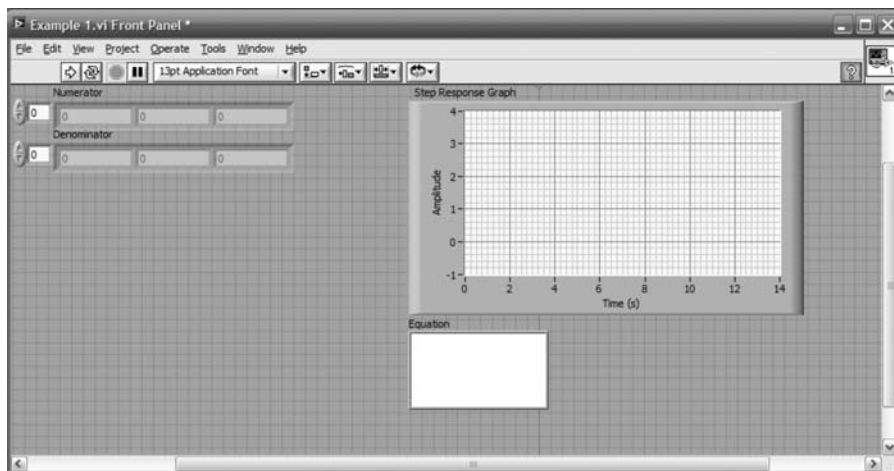 Example 1.vi Front Panel *
File Edit View Project Operate Tools Window Help
13pt Application Font
1
Numerator
0 0 0 0
Denominator
0 0 0 0
Step Response Graph
4
3
2
1
0
-1
Amplitude
0 2 4 6 8 10 12 14
Time (s)
Equation